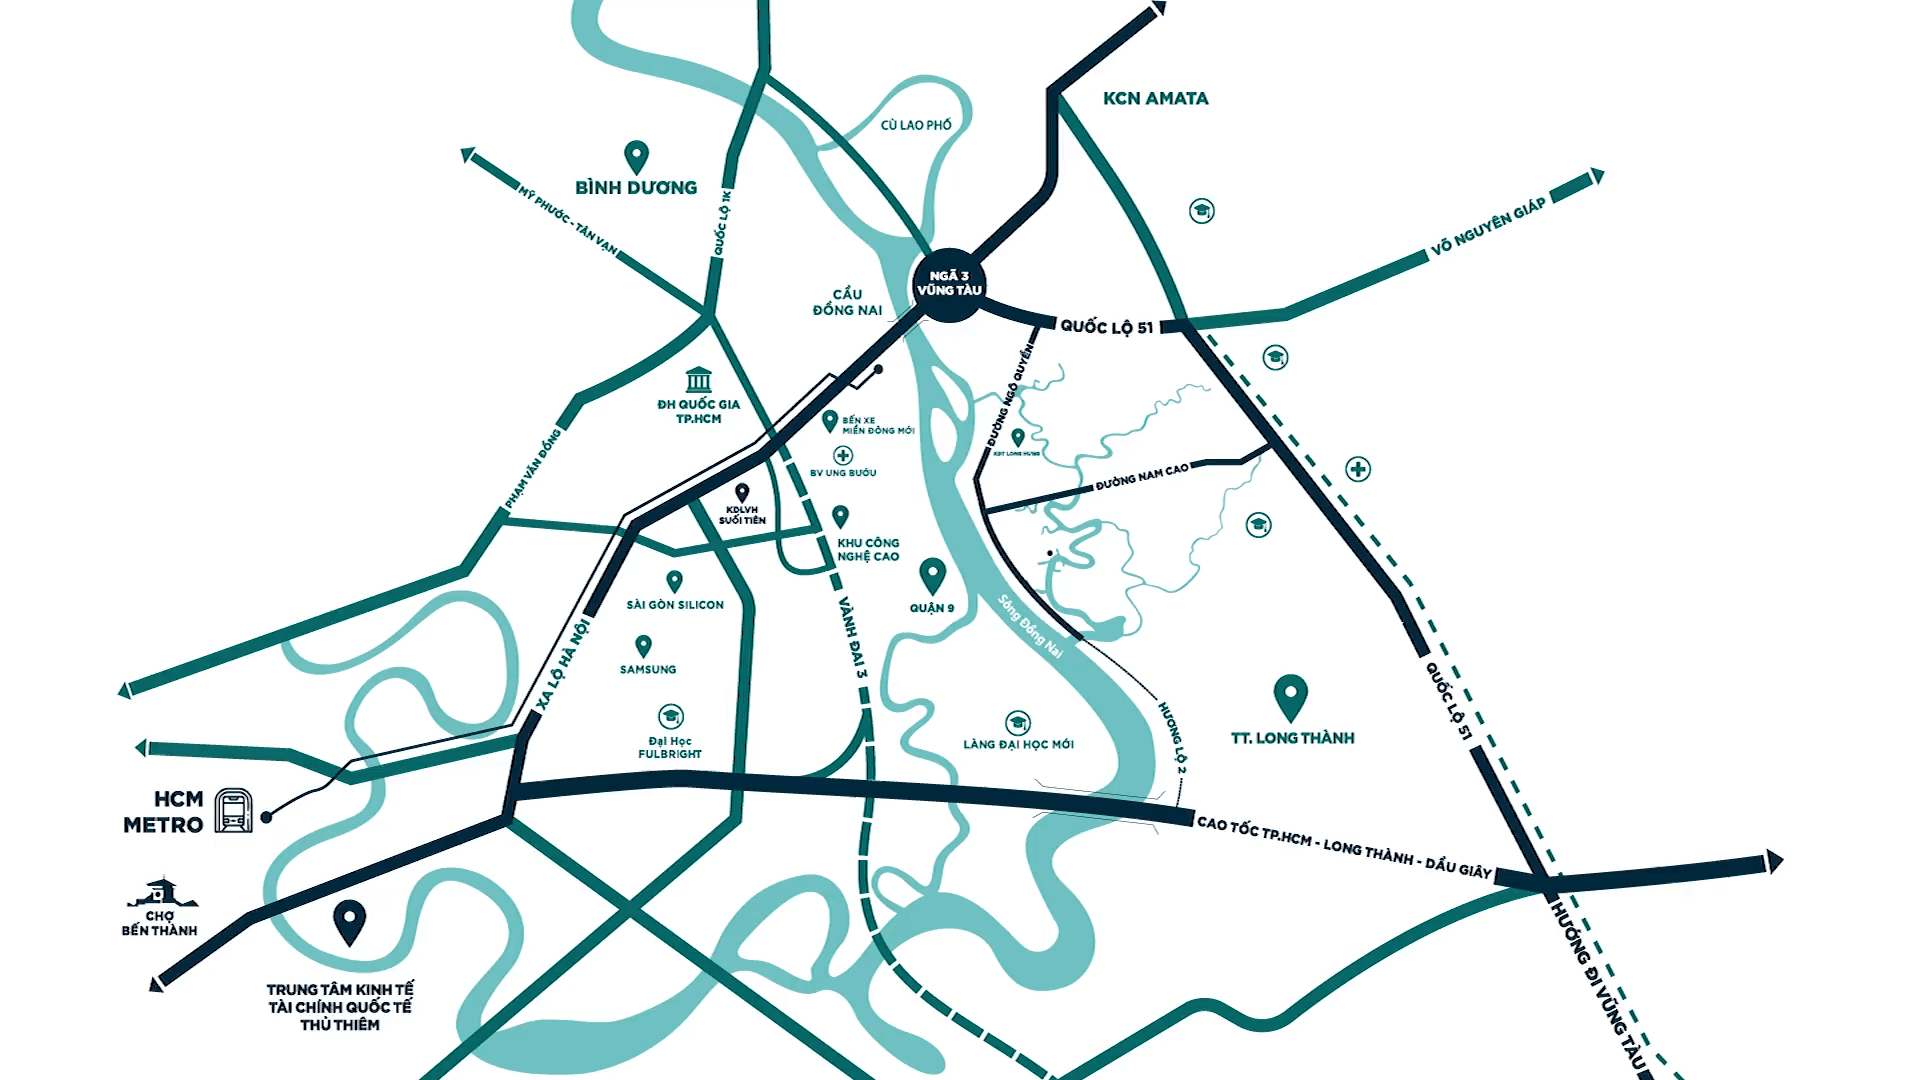 KCN AMATA
CÙ LAO PHỐ
BÌNH DƯƠNG
MỸ PHƯỚC - TÂN VẠN
QUỐC LỘ 1K
VÕ NGUYÊN GIÁP
NGÃ 3
VŨNG TÀU
CẦU
ĐỒNG NAI
QUỐC LỘ 51
ĐƯỜNG NGÔ QUYỀN
ĐH QUỐC GIA
TP.HCM
BẾN XE
MIỀN ĐÔNG MỚI
BV UNG BƯỚU
KĐT LONG HƯNG
ĐƯỜNG NAM CAO
PHẠM VĂN ĐỒNG
KDLVH
SUỐI TIÊN
KHU CÔNG
NGHỆ CAO
SÀI GÒN SILICON
QUẬN 9
Sông Đồng Nai
VÀNH ĐAI 3
XA LỘ HÀ NỘI
SAMSUNG
Đại Học
FULBRIGHT
LÀNG ĐẠI HỌC MỚI
HƯƠNG LỘ 2
TT. LONG THÀNH
QUỐC LỘ 51
HCM
METRO
CAO TỐC TP.HCM - LONG THÀNH - DẦU GIÂY
CHỢ
BẾN THÀNH
TRUNG TÂM KINH TẾ
TÀI CHÍNH QUỐC TẾ
THỦ THIÊM
HƯỚNG ĐI VŨNG TÀU